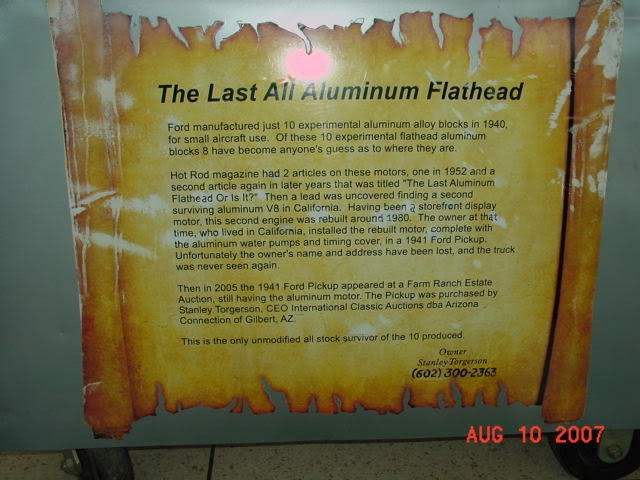 The Last All Aluminum Flathead
Ford manufactured just 10 experimental aluminum alloy blocks in 1940,
for small aircraft use. Of these 10 experimental flathead aluminum
blocks 8 have become anyone's guess as to where they are.
Hot Rod magazine had 2 articles on these motors, one in 1952 and a
second article again in later years that was titled "The Last Aluminum
Flathead Or Is It?" Then a lead was uncovered finding a second
surviving aluminum V8 in California. Having been a storefront display
motor, this second engine was rebuilt around 1980. The owner at that
time, who lived in California, installed the rebuilt motor, complete with
the aluminum water pumps and timing cover, in a 1941 Ford Pickup.
Unfortunately the owner's name and address have been lost, and the truck
was never seen again.
Then in 2005 the 1941 Ford Pickup appeared at a Farm Ranch Estate
Auction, still having the aluminum motor. The Pickup was purchased by
Stanley Torgerson, CEO International Classic Auctions dba Arizona
Connection of Gilbert, AZ.
This is the only unmodified all stock survivor of the 10 produced.
Owner
Stanley Torgerson
(602) 300-2363
AUG 10 2007